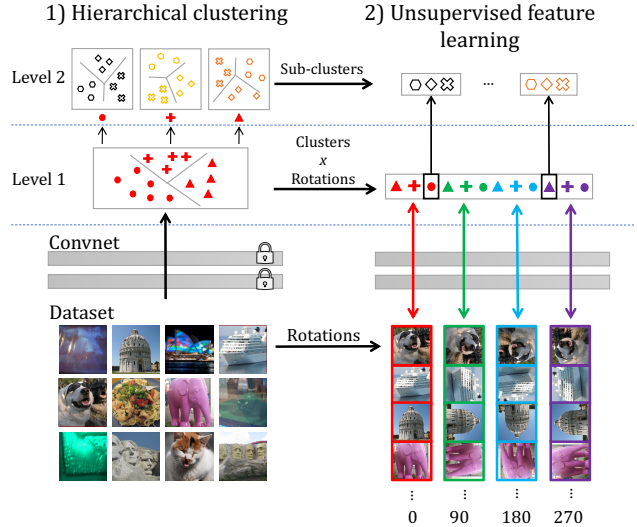 1) Hierarchical clustering
2) Unsupervised feature
learning
Level 2
Sub-clusters
...
Level 1
Clusters
x
Rotations
Convnet
Dataset
Rotations
...
...
...
...
0
90
180
270